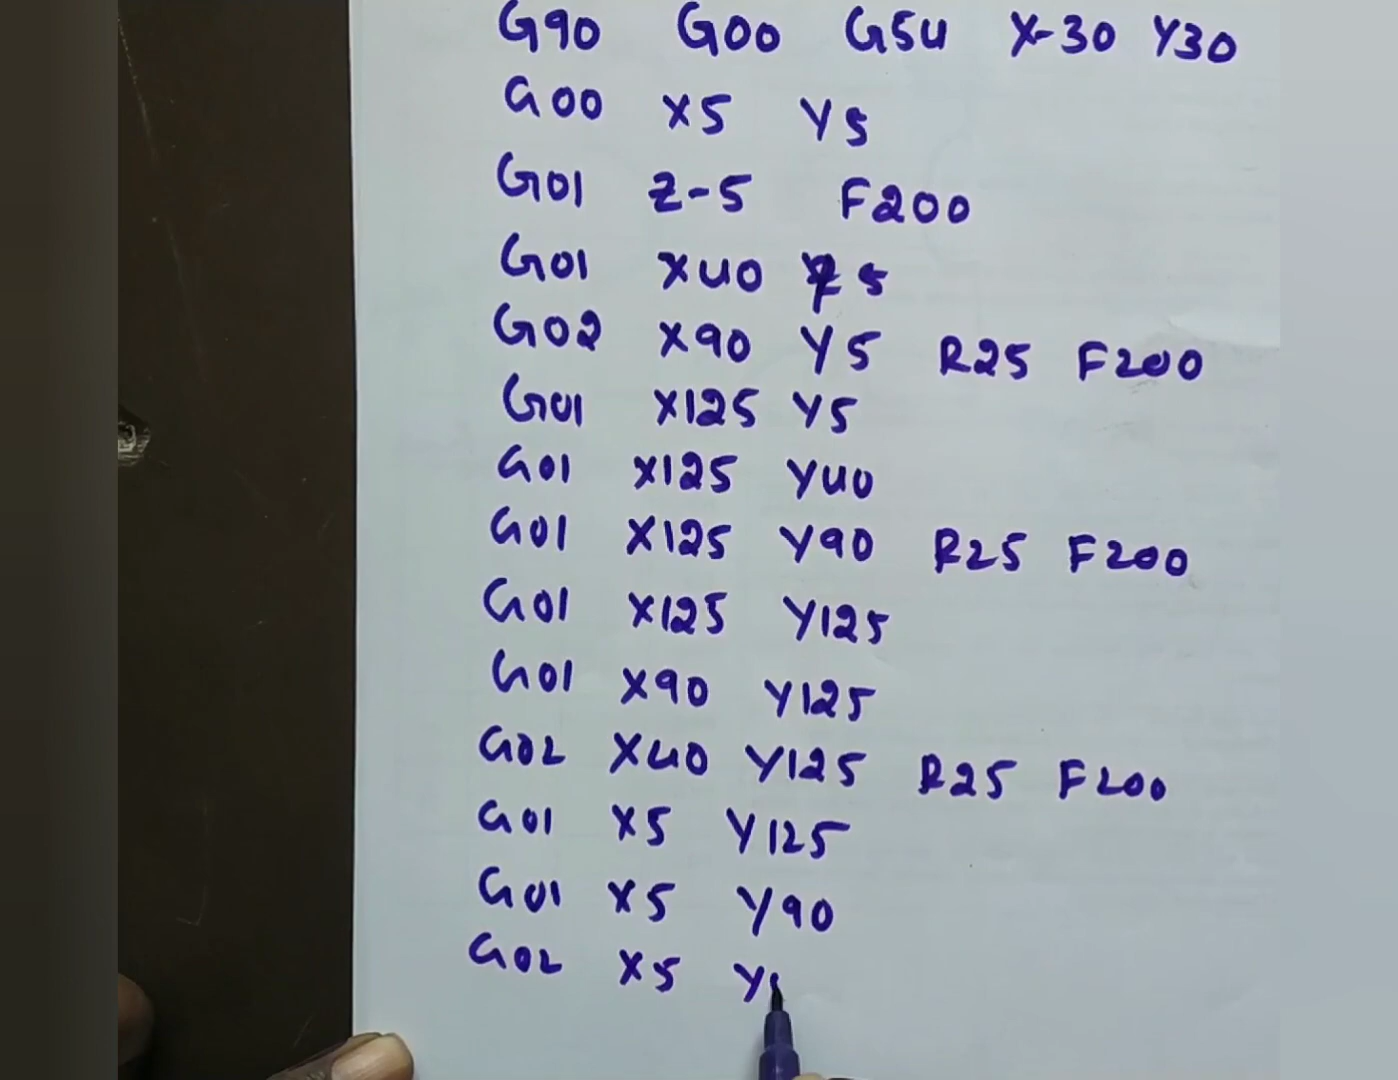 G90 G00 G54 X-30 Y30
G00 X5 Y5
G01 Z-5 F200
G01 X40 Y5
G02 X90 Y5 R25 F200
G01 X125 Y5
G01 X125 Y40
G01 X125 Y90 R25 F200
G01 X125 Y125
G01 X90 Y125
G02 X40 Y125 R25 F200
G01 X5 Y125
G01 X5 Y90
G02 X5 Y